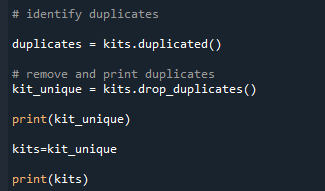 # identify duplicates
duplicates = kits.duplicated()
# remove and print duplicates
kit_unique = kits.drop_duplicates()
print(kit_unique)
kits=kit_unique
print(kits)